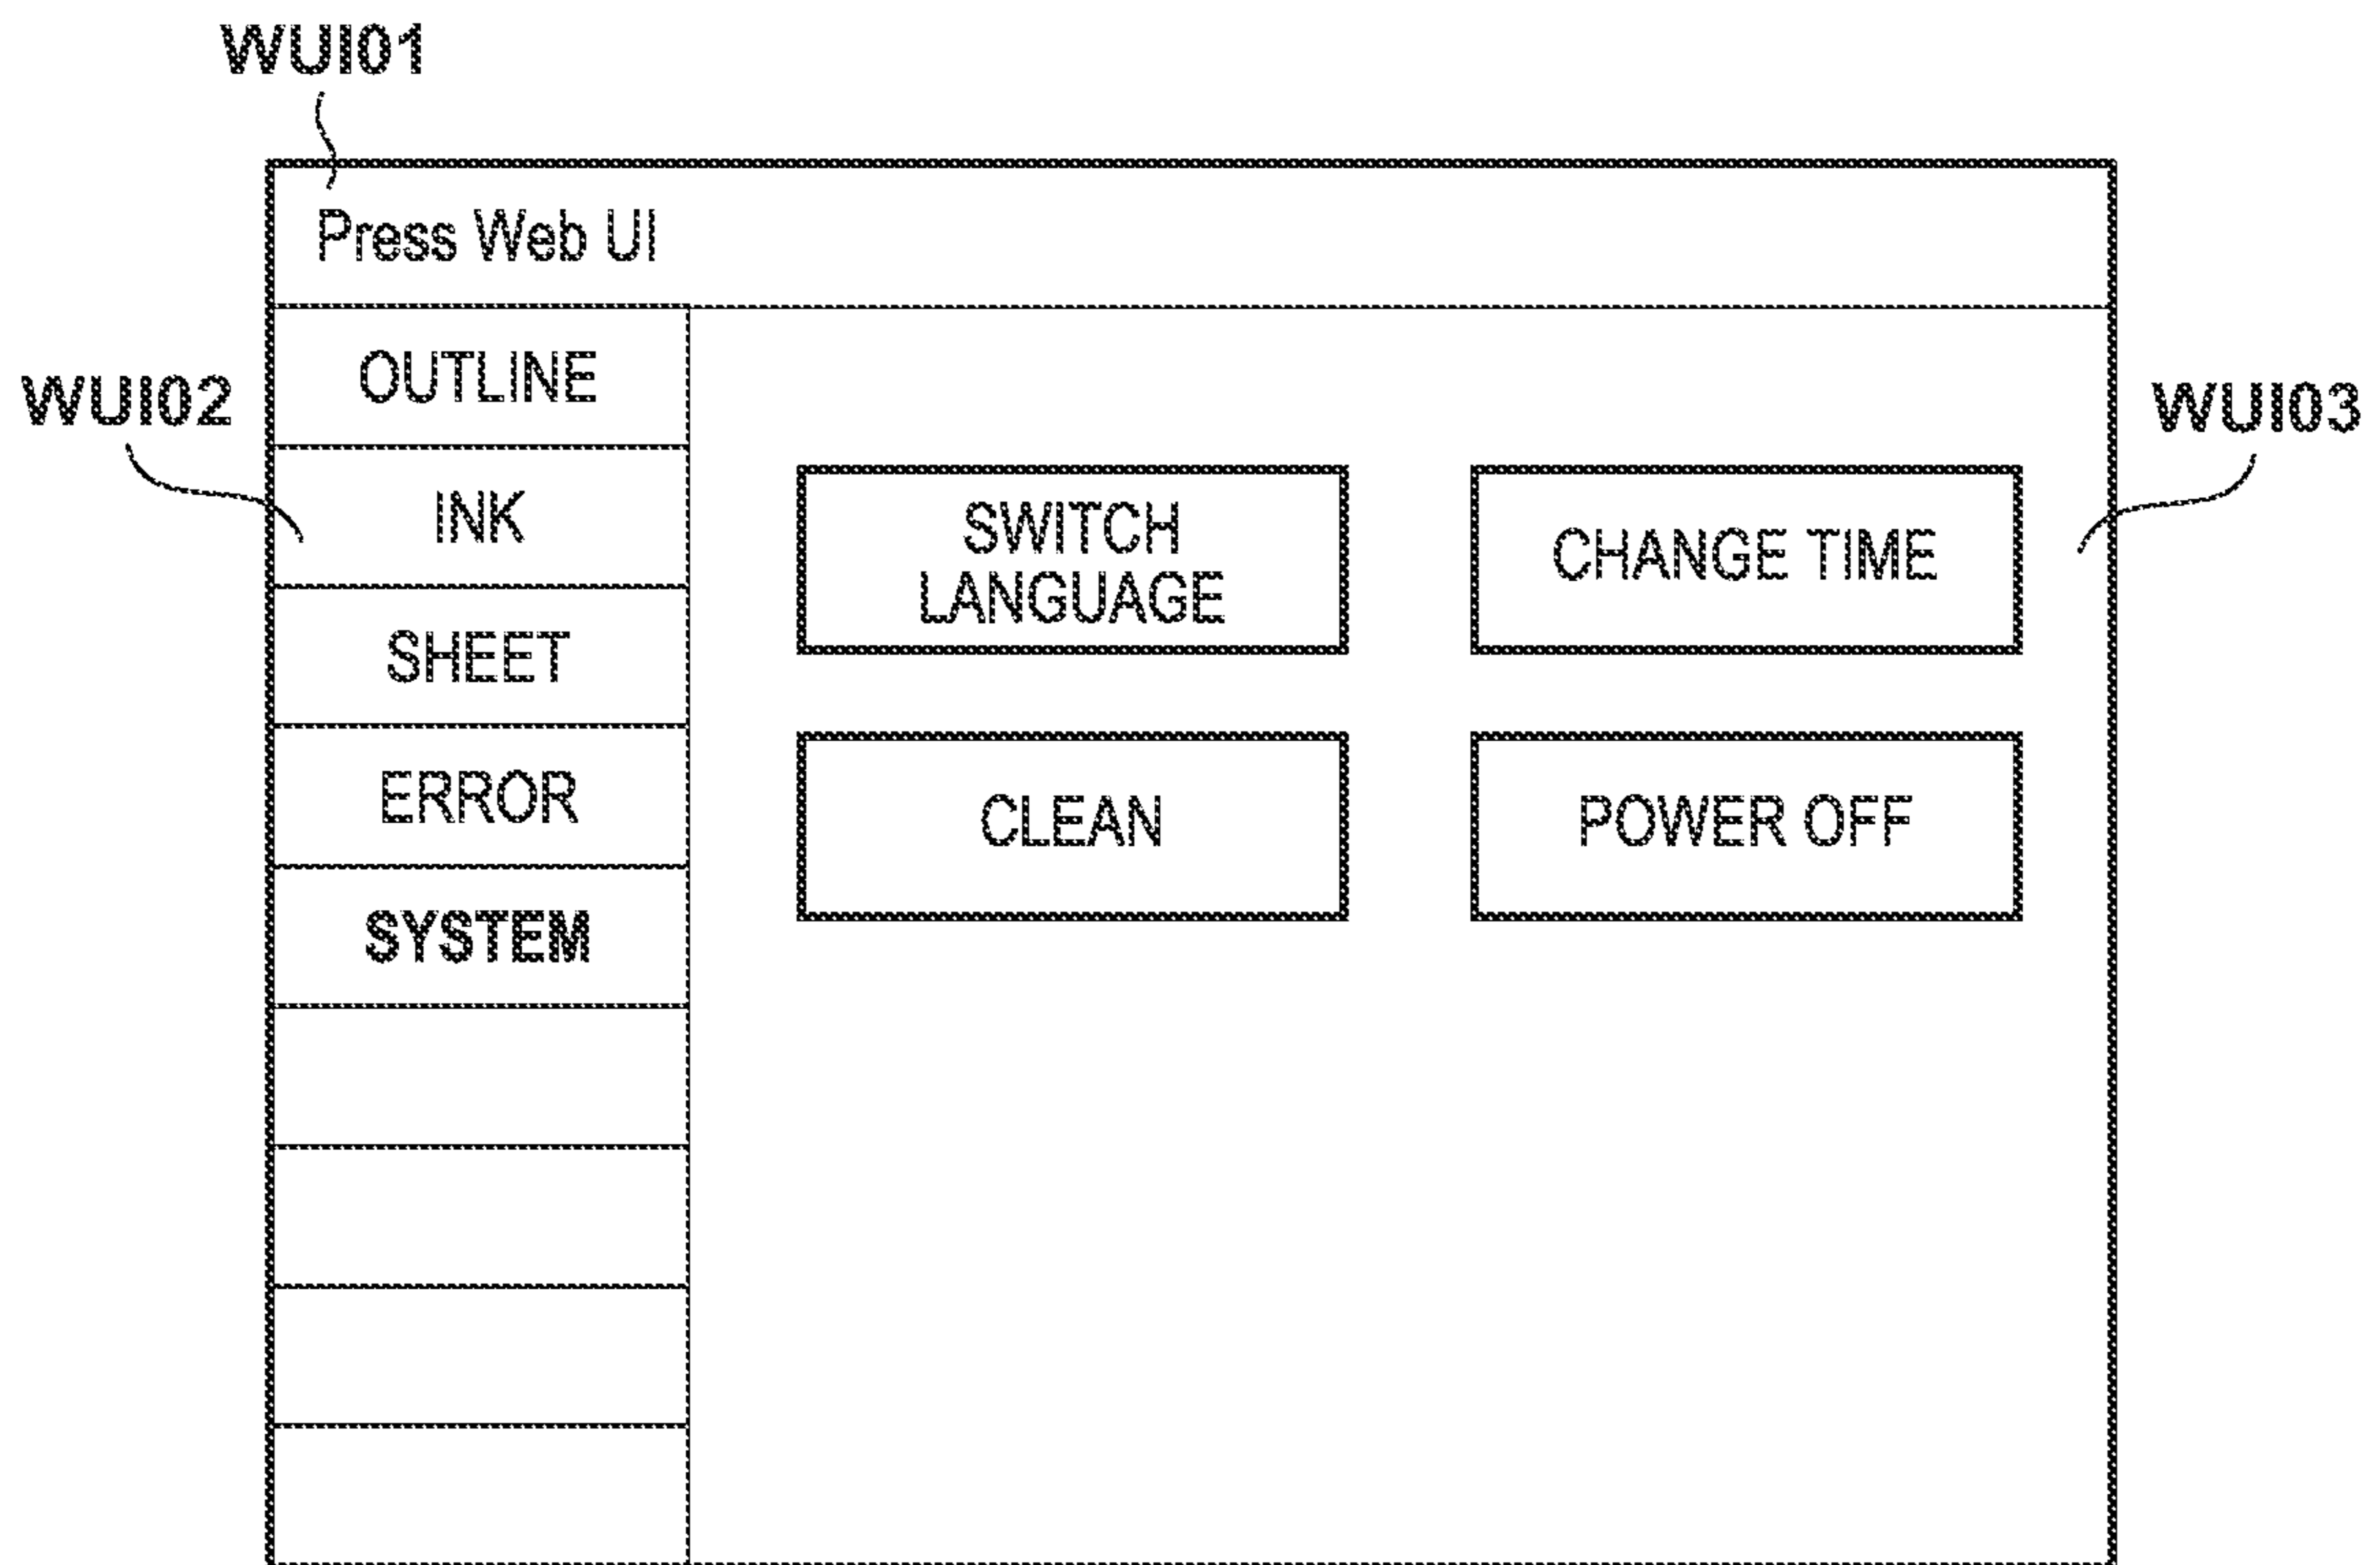 WUI01
Press Web UI
WUI02
OUTLINE
INK
SHEET
ERROR
SYSTEM
SWITCH
LANGUAGE
CHANGE TIME
CLEAN
POWER OFF
WUI03